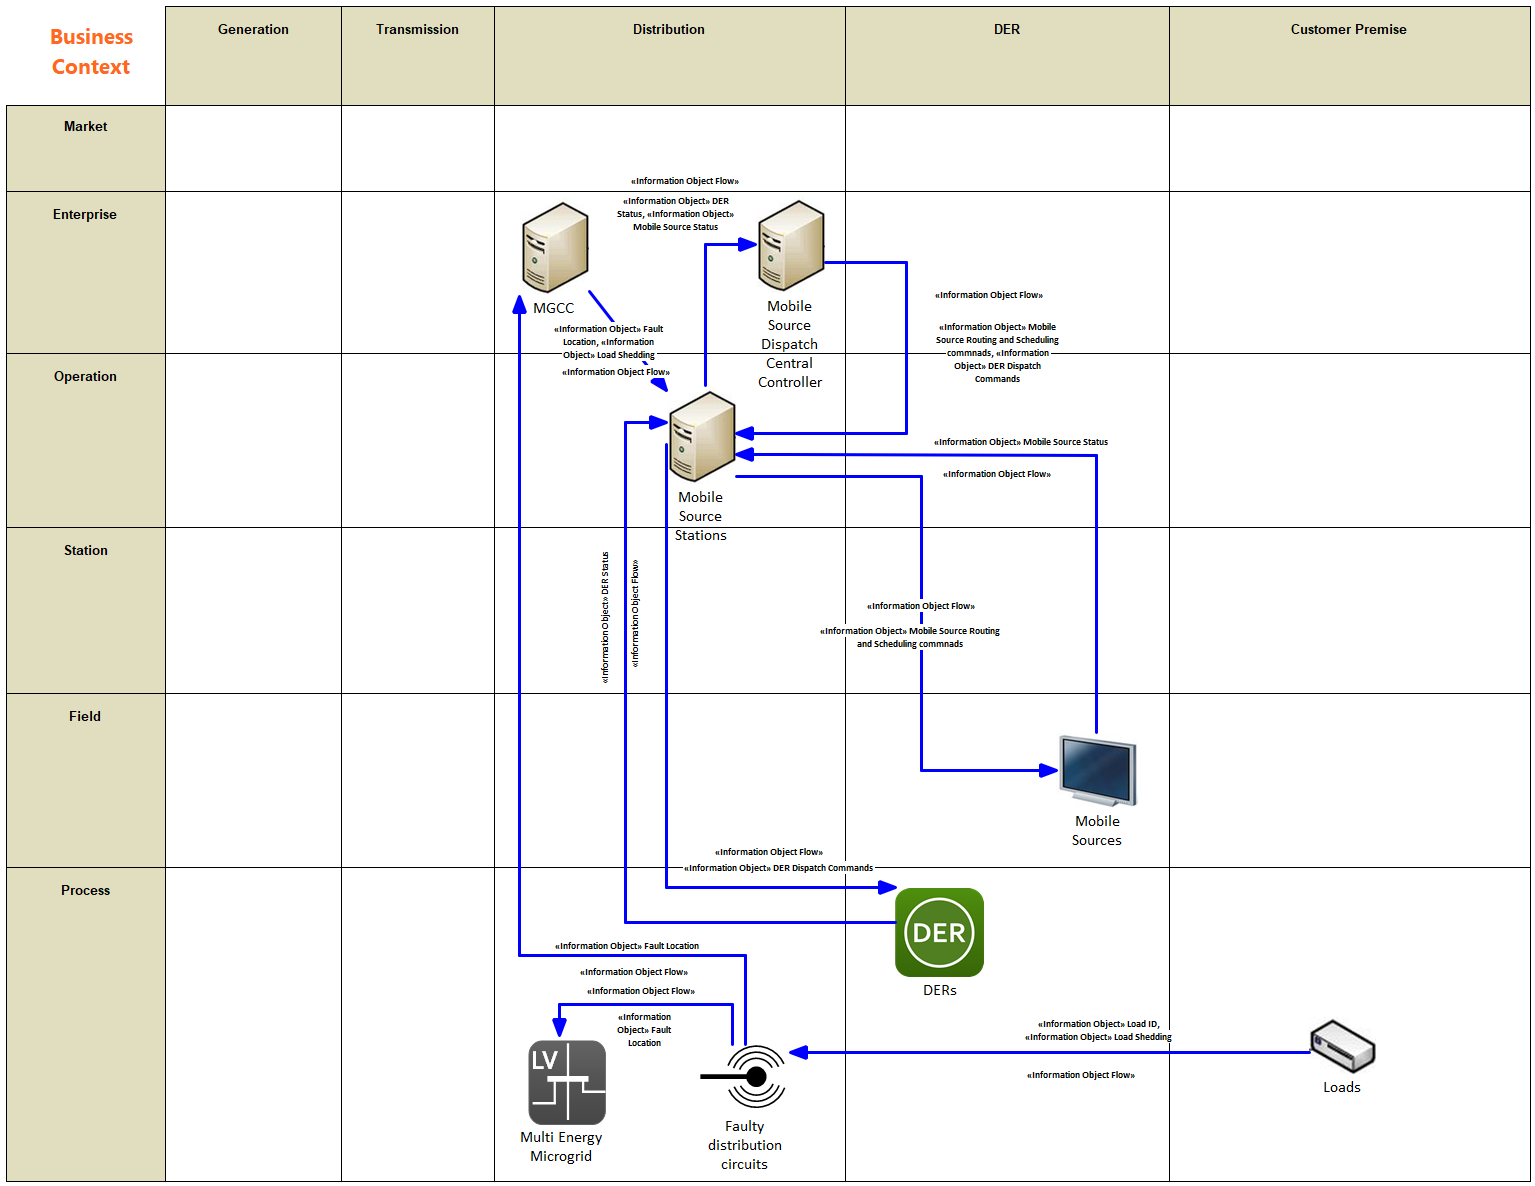 Business
Context
Generation
Transmission
Distribution
DER
Customer Premise
Market
«Information Object Flow»
Enterprise
«Information Object» DER
Status, «Information Object»
Mobile Source Status
MGCC
Mobile
Source
Dispatch
Central
Controller
«Information Object Flow»
«Information Object» Mobile
Source Routing and Scheduling
commnads, «Information
Object» DER Dispatch
Commands
«Information Object» Fault
Location, «Information
Object» Load Shedding
«Information Object Flow»
Operation
«Information Object» Mobile Source Status
«Information Object Flow»
Mobile
Source
Stations
Station
«Information Object» DER Status
«Information Object Flow»
«Information Object Flow»
«Information Object» Mobile Source Routing
and Scheduling commnads
Field
Mobile
Sources
«Information Object Flow»
«Information Object» DER Dispatch Commands
Process
DER
DERs
«Information Object» Fault Location
«Information Object Flow»
«Information Object Flow»
«Information
Object» Fault
Location
«Information Object» Load ID,
«Information Object» Load Shedding
«Information Object Flow»
Loads
LV
Multi Energy
Microgrid
Faulty
distribution
circuits